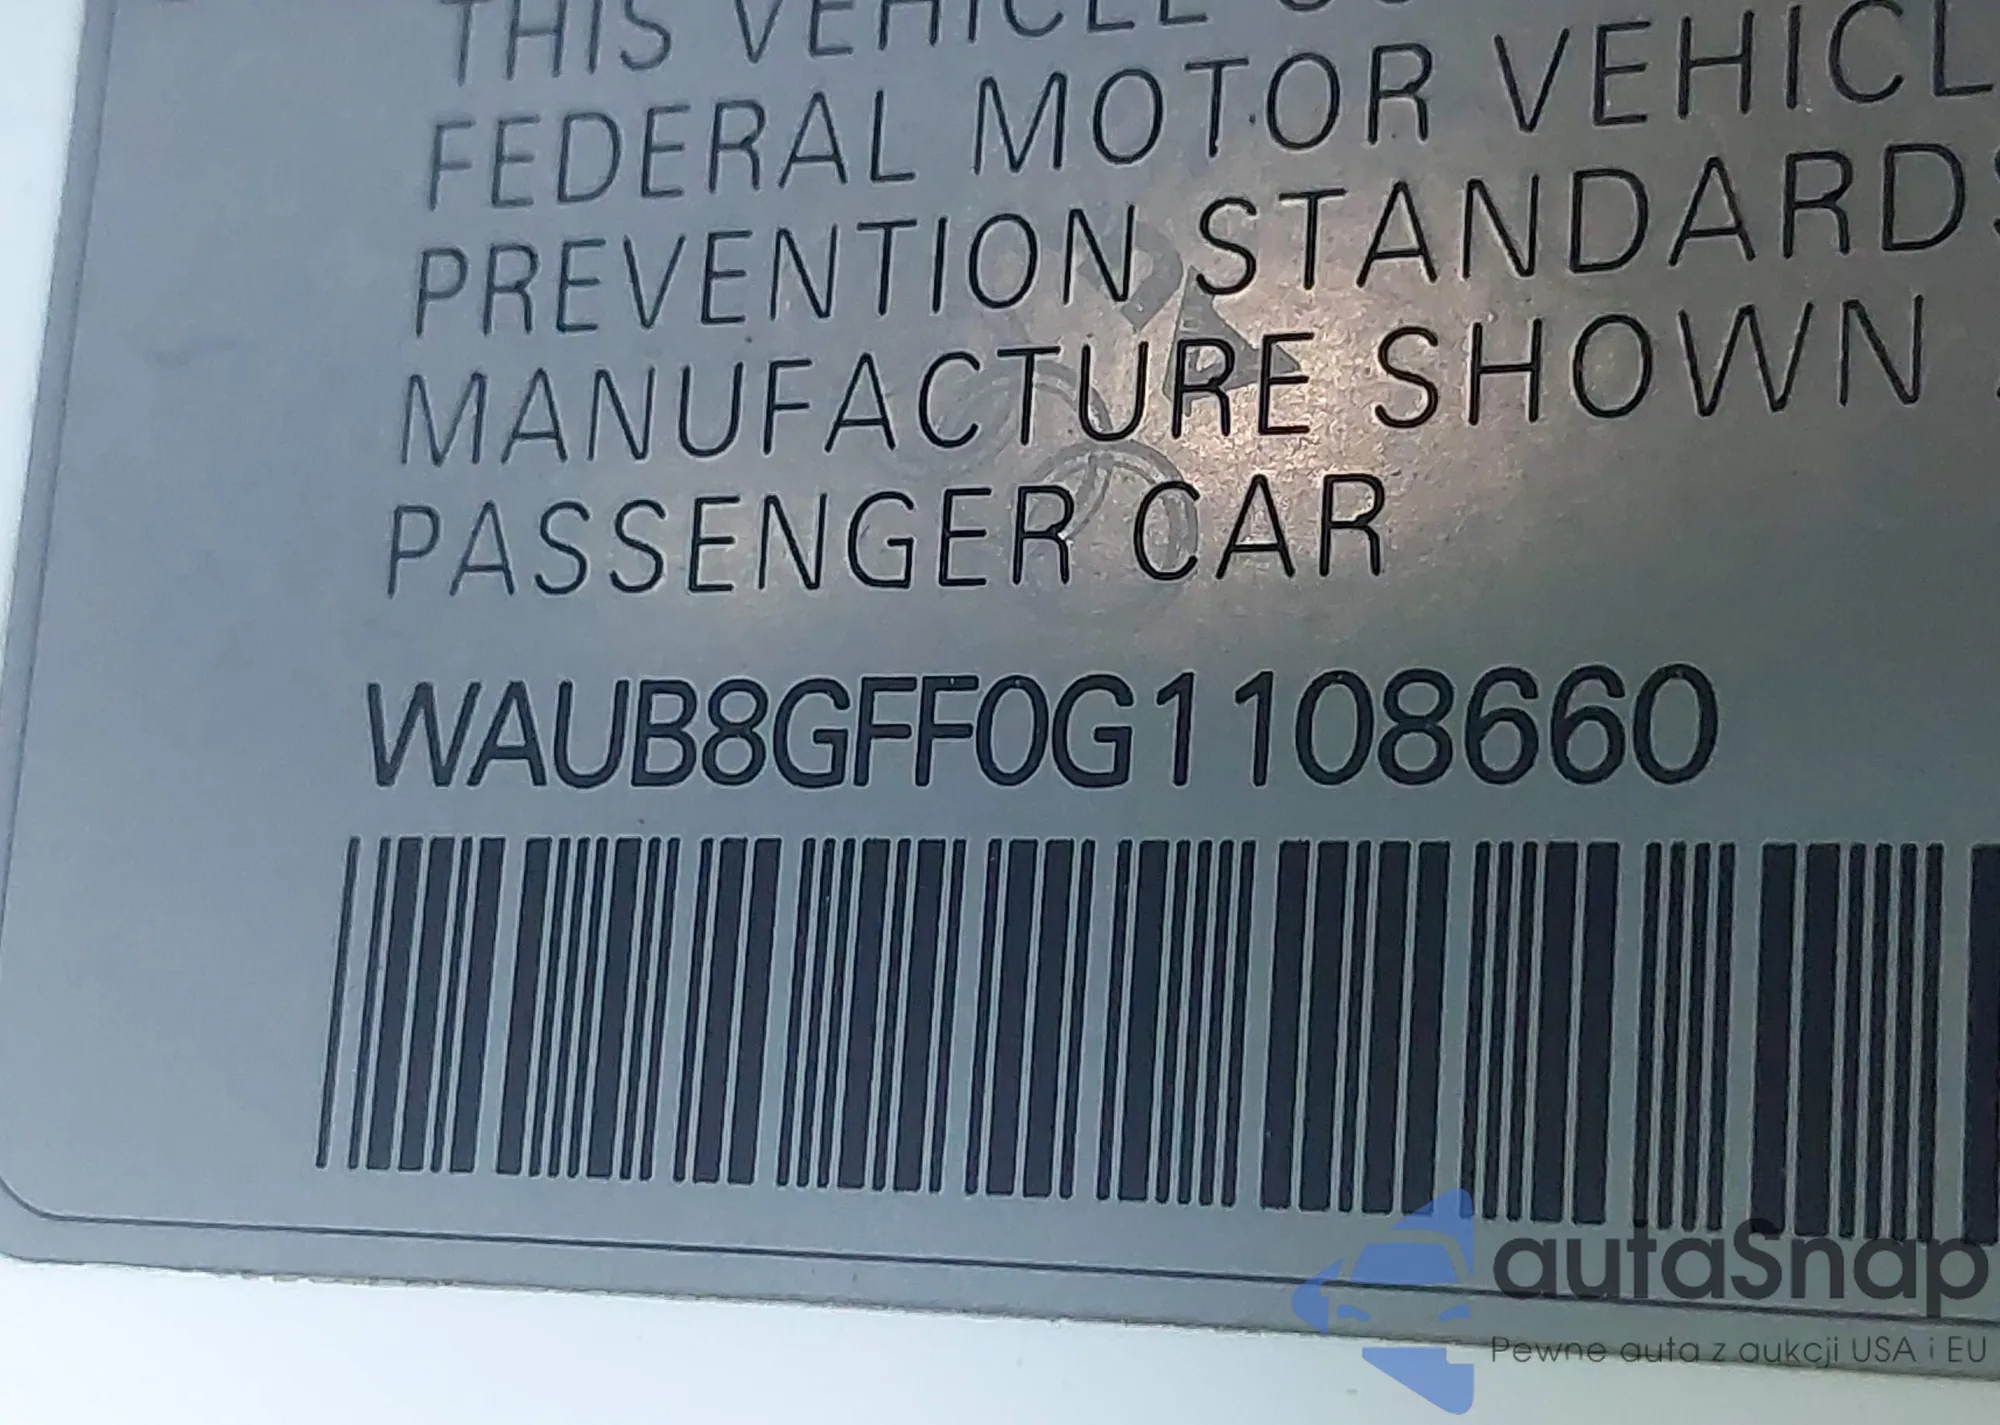 THIS VEHICLE
FEDERAL MOTOR VEHICL
PREVENTION STANDARDS
MANUFACTURE SHOWN
PASSENGER CAR
WAUB8GFF0G1108660
autaSnap
Pewne auta z aukcji USA i EU